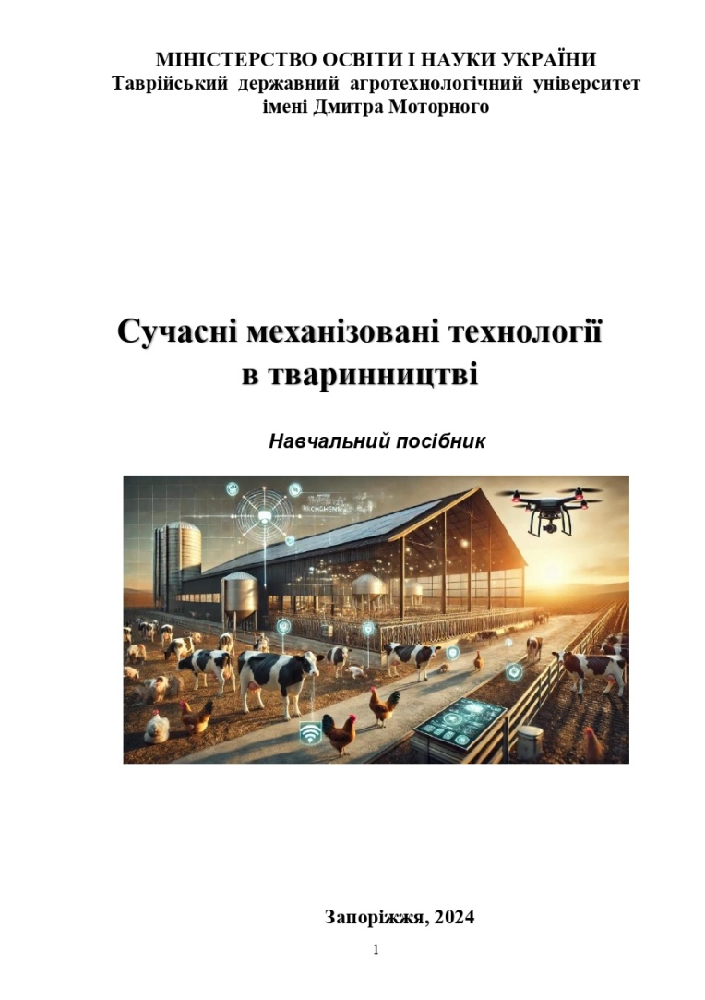 МІНІСТЕРСТВО ОСВІТИ І НАУКИ УКРАЇНИ
Таврійський державний агротехнологічний університет
імені Дмитра Моторного
Сучасні механізовані технології
в тваринництві
Навчальний посібник
Запоріжжя, 2024
1